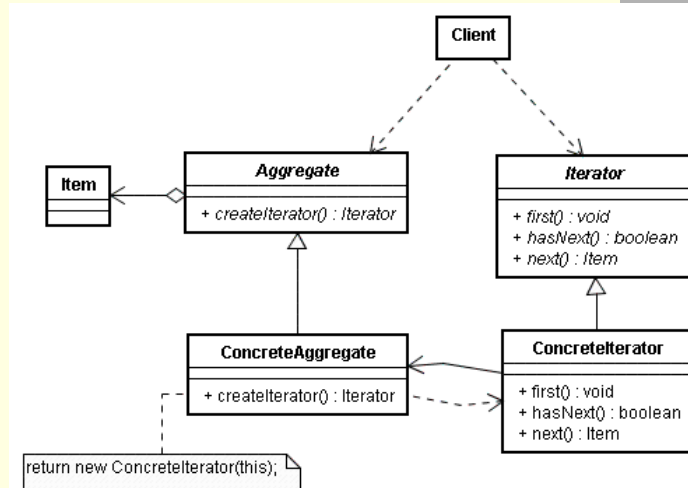 Client
Item
Aggregate
+ createIterator() : Iterator
Iterator
+ first() : void
+ hasNext() : boolean
+ next() : Item
ConcreteAggregate
+ createIterator() : Iterator
ConcreteIterator
+ first() : void
+ hasNext() : boolean
+ next() : Item
return new ConcreteIterator(this);